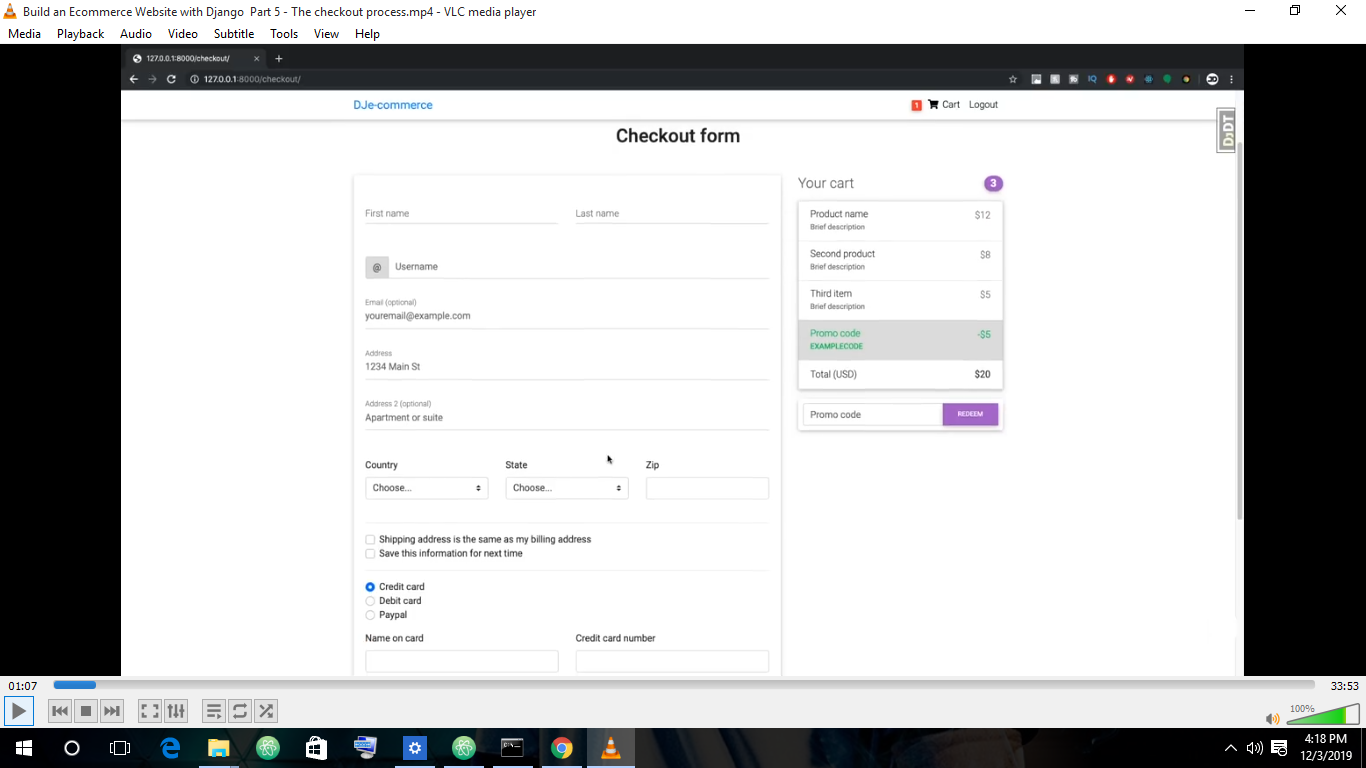 Build an Ecommerce Website with Django  Part 5 - The checkout process.mp4 - VLC media player
Media Playback Audio Video Subtitle Tools View Help
127.0.0.1:8000/checkout/
127.0.0.1:8000/checkout/
IQ
DJe-commerce
1 Cart Logout
DJDT
Checkout form
First name Last name
@ Username
Email (optional)
youremail@example.com
Address
1234 Main St
Address 2 (optional)
Apartment or suite
Country State Zip
Choose... Choose...
Shipping address is the same as my billing address
Save this information for next time
Credit card
Debit card
Paypal
Name on card Credit card number
Your cart 3
Product name $12
Brief description
Second product $8
Brief description
Third item $5
Brief description
Promo code -$5
EXAMPLECODE
Total (USD) $20
Promo code REDEEM
01:07 33:53
100%
4:18 PM
12/3/2019